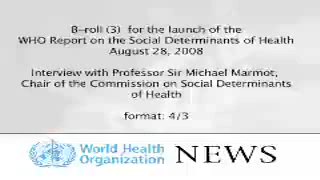 B-roll (3) for the launch of the
WHO Report on the Social Determinants of Health
August 28, 2008
Interview with Professor Sir Michael Marmot,
Chair of the Commission on Social Determinants
of Health
format: 4/3
World Health
Organization
NEWS